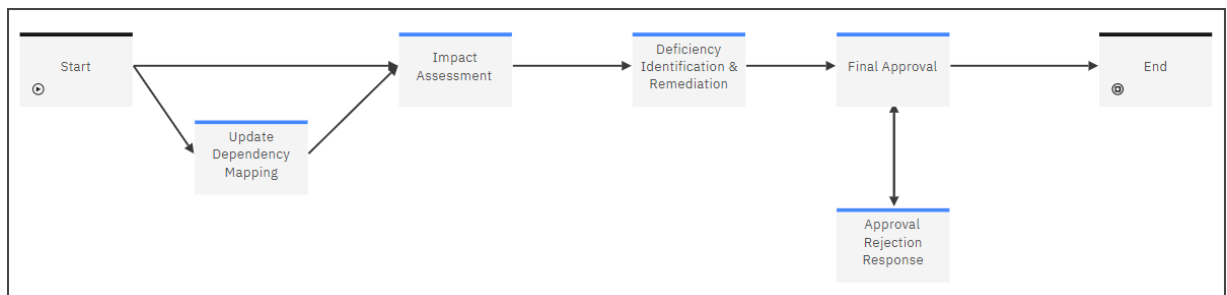 Start
Impact
Assessment
Deficiency
Identification &
Remediation
Final Approval
End
Update
Dependency
Mapping
Approval
Rejection
Response